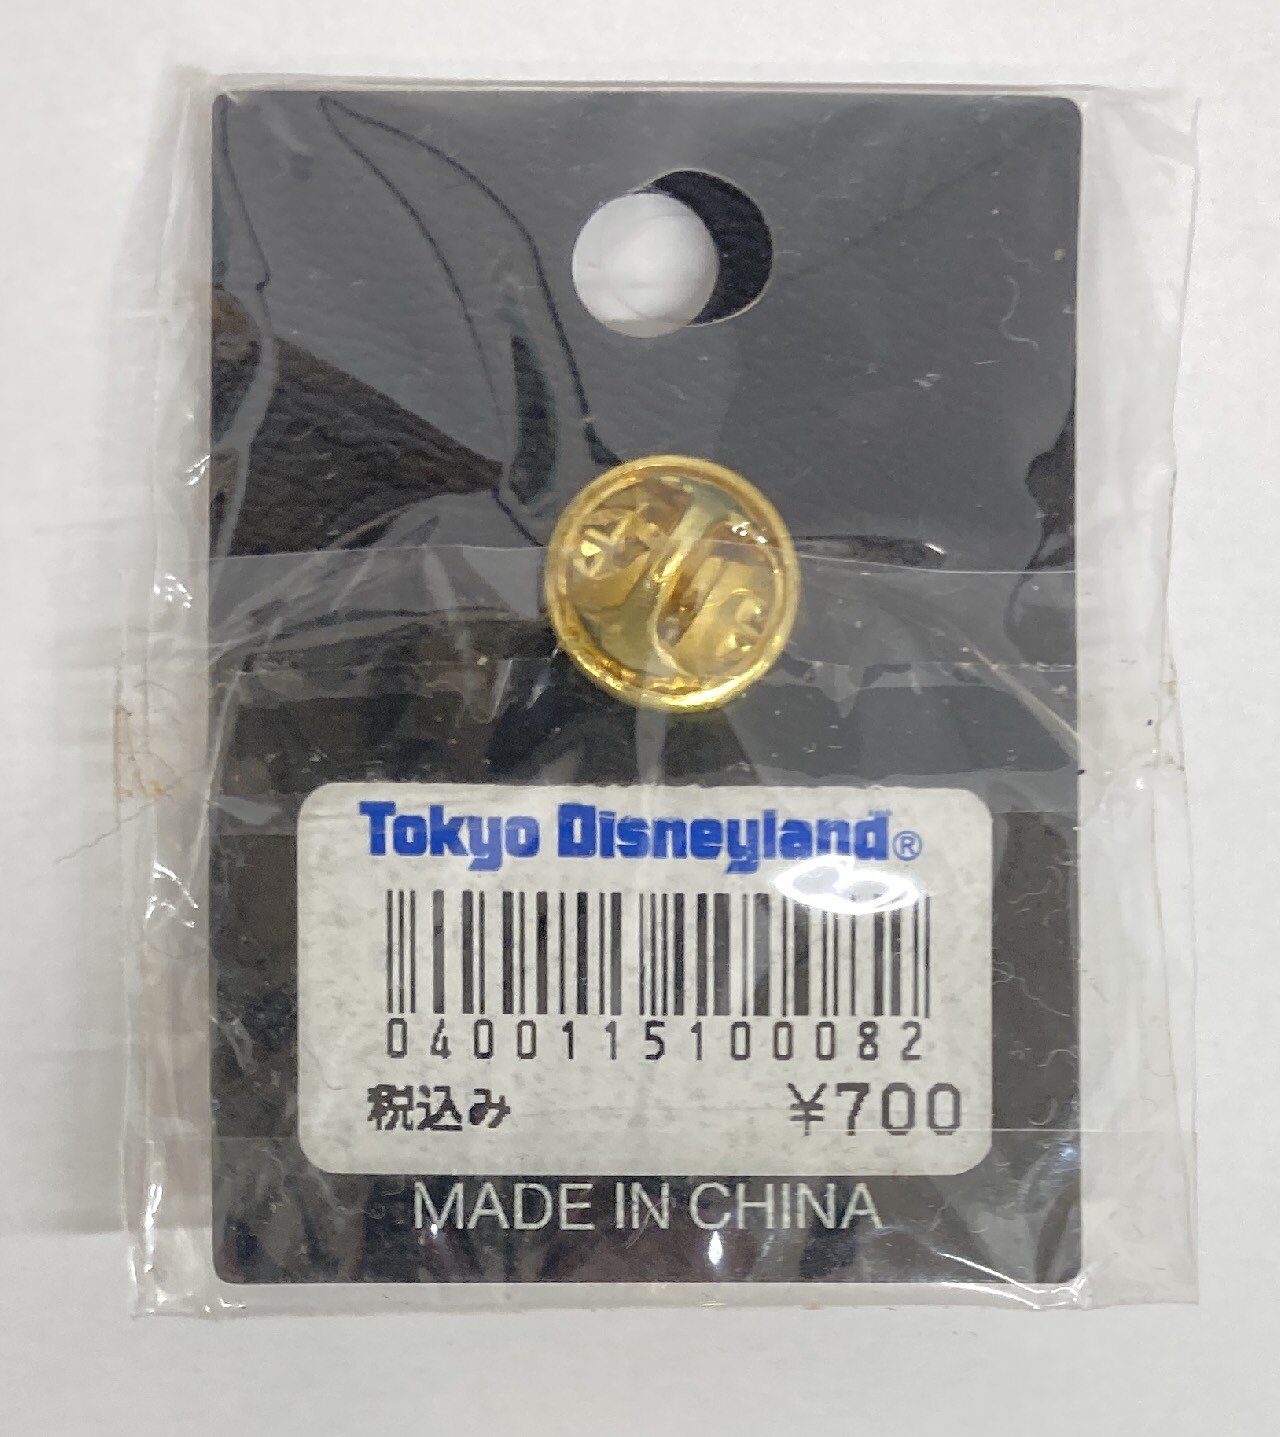 Tokyo Disneyland®
0400115100082
税込み ¥700
MADE IN CHINA